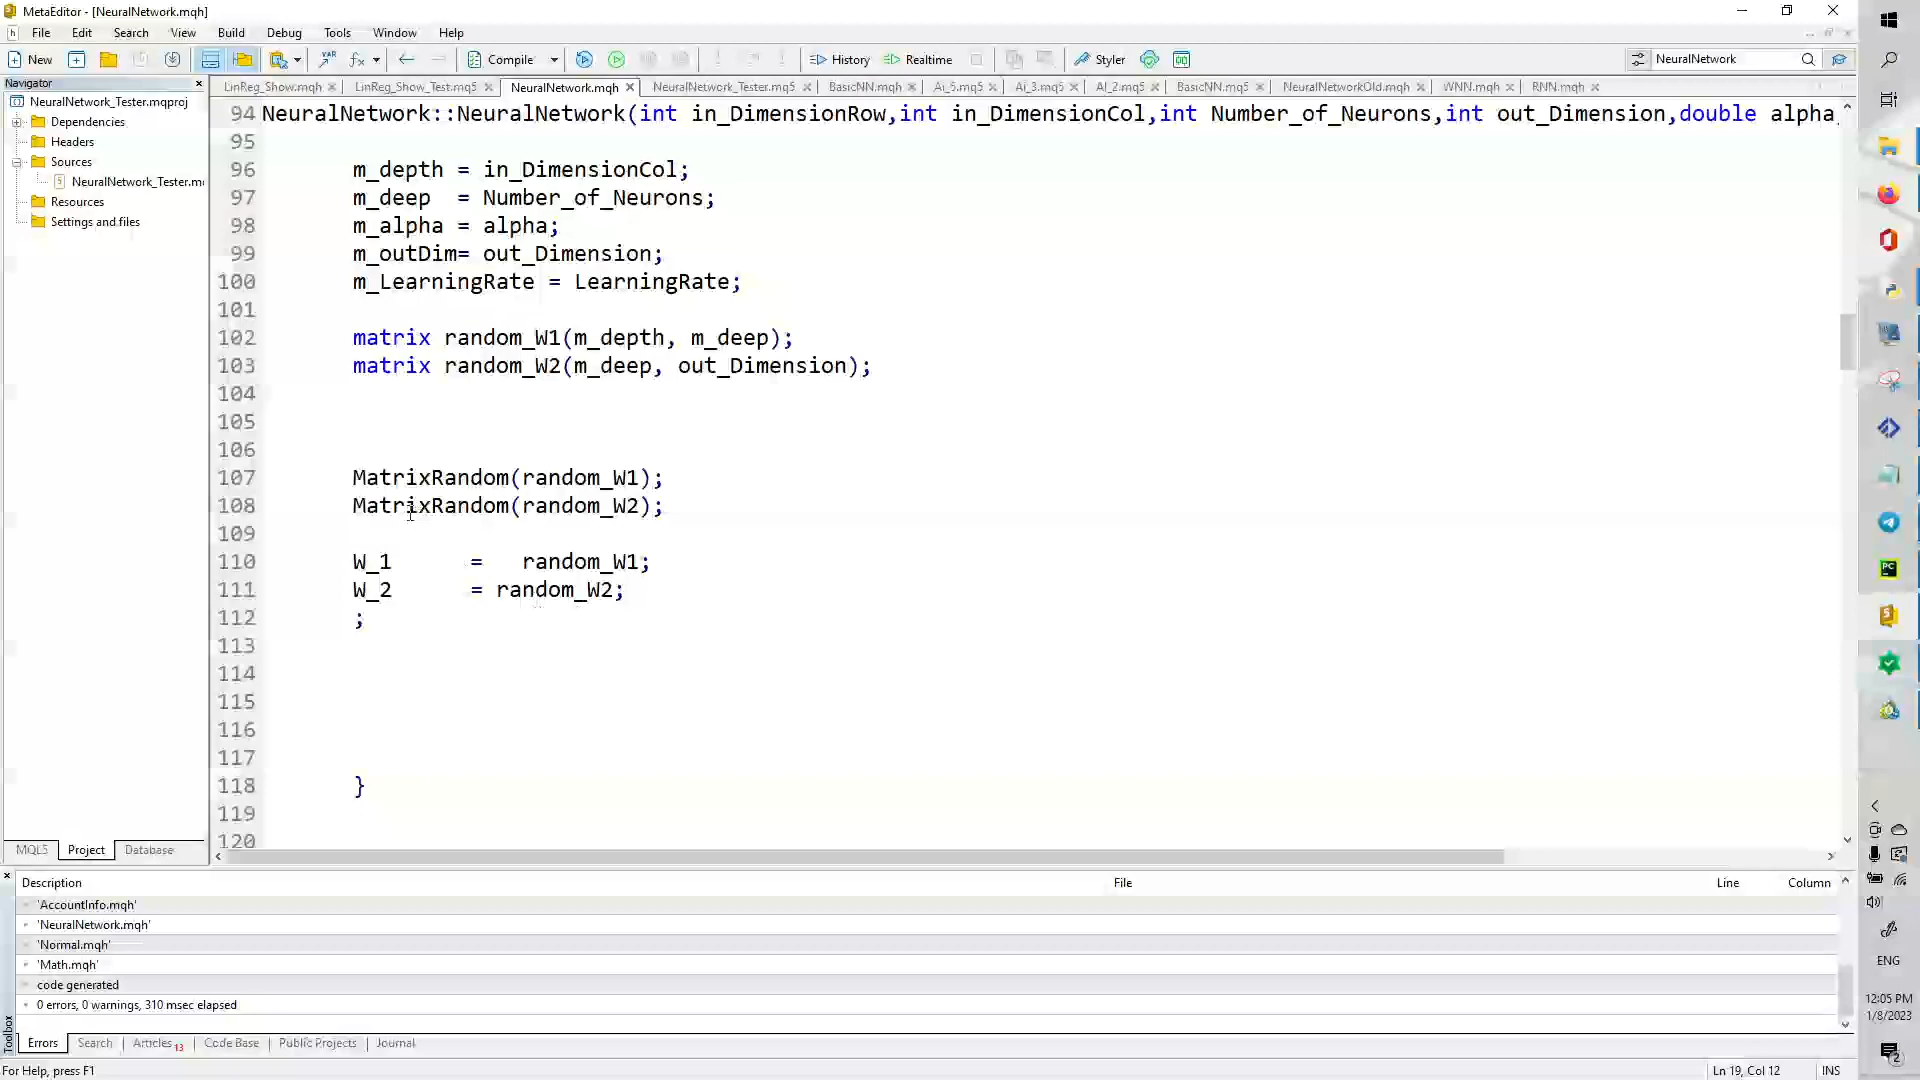 MetaEditor - [NeuralNetwork.mqh]
File Edit Search View Build Debug Tools Window Help
New Compile History Realtime Styler NeuralNetwork
Navigator
NeuralNetwork_Tester.mqproj
Dependencies
Headers
Sources
NeuralNetwork_Tester.m
Resources
Settings and files
MQL5 Project Database
LinReg_Show.mqh LinReg_Show_Test.mq5 NeuralNetwork.mqh NeuralNetwork_Tester.mq5 BasicNN.mqh Ai_5.mq5 Ai_3.mq5 AI_2.mq5 BasicNN.mq5 NeuralNetworkOld.mqh WNN.mqh RNN.mqh
94 NeuralNetwork::NeuralNetwork(int in_DimensionRow,int in_DimensionCol,int Number_of_Neurons,int out_Dimension,double alpha,
95
96 m_depth = in_DimensionCol;
97 m_deep = Number_of_Neurons;
98 m_alpha = alpha;
99 m_outDim= out_Dimension;
100 m_LearningRate = LearningRate;
101
102 matrix random_W1(m_depth, m_deep);
103 matrix random_W2(m_deep, out_Dimension);
104
105
106
107 MatrixRandom(random_W1);
108 MatrixRandom(random_W2);
109
110 W_1 = random_W1;
111 W_2 = random_W2;
112 ;
113
114
115
116
117
118 }
119
120
Toolbox
Description File Line Column
'AccountInfo.mqh'
'NeuralNetwork.mqh'
'Normal.mqh'
'Math.mqh'
code generated
0 errors, 0 warnings, 310 msec elapsed
Errors Search Articles 13 Code Base Public Projects Journal
For Help, press F1 Ln 19, Col 12 INS
PC
ENG
12:05 PM
1/8/2023
2